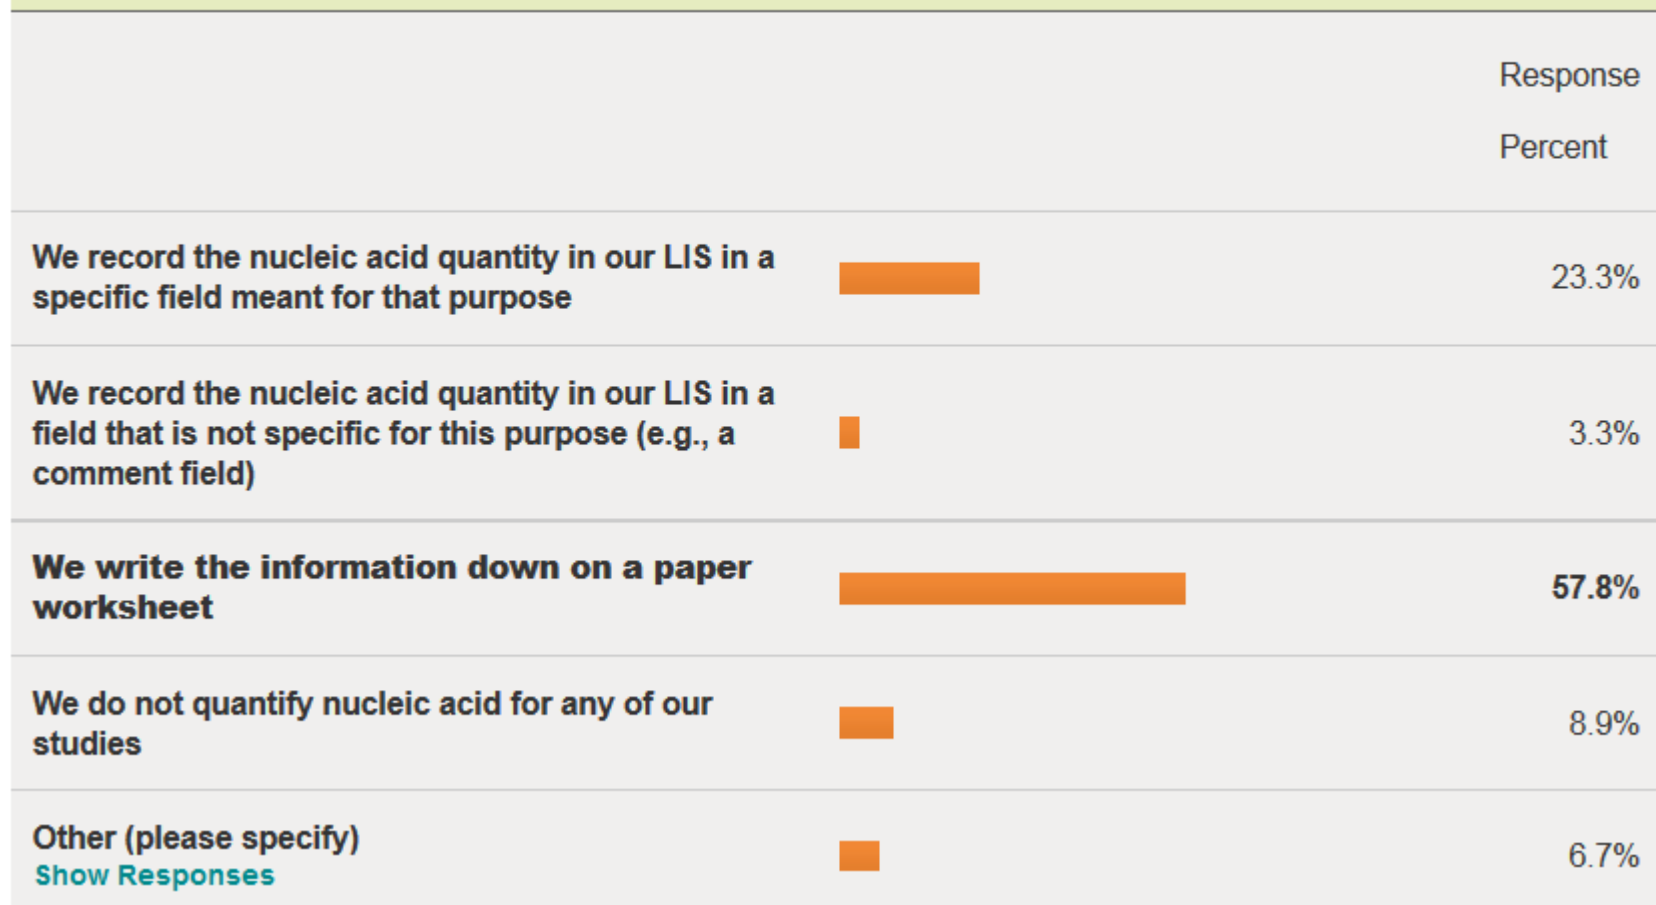 Response
Percent
We record the nucleic acid quantity in our LIS in a
specific field meant for that purpose
23.3%
We record the nucleic acid quantity in our LIS in a
field that is not specific for this purpose (e.g., a
comment field)
3.3%
We write the information down on a paper
worksheet
57.8%
We do not quantify nucleic acid for any of our
studies
8.9%
Other (please specify)
Show Responses
6.7%